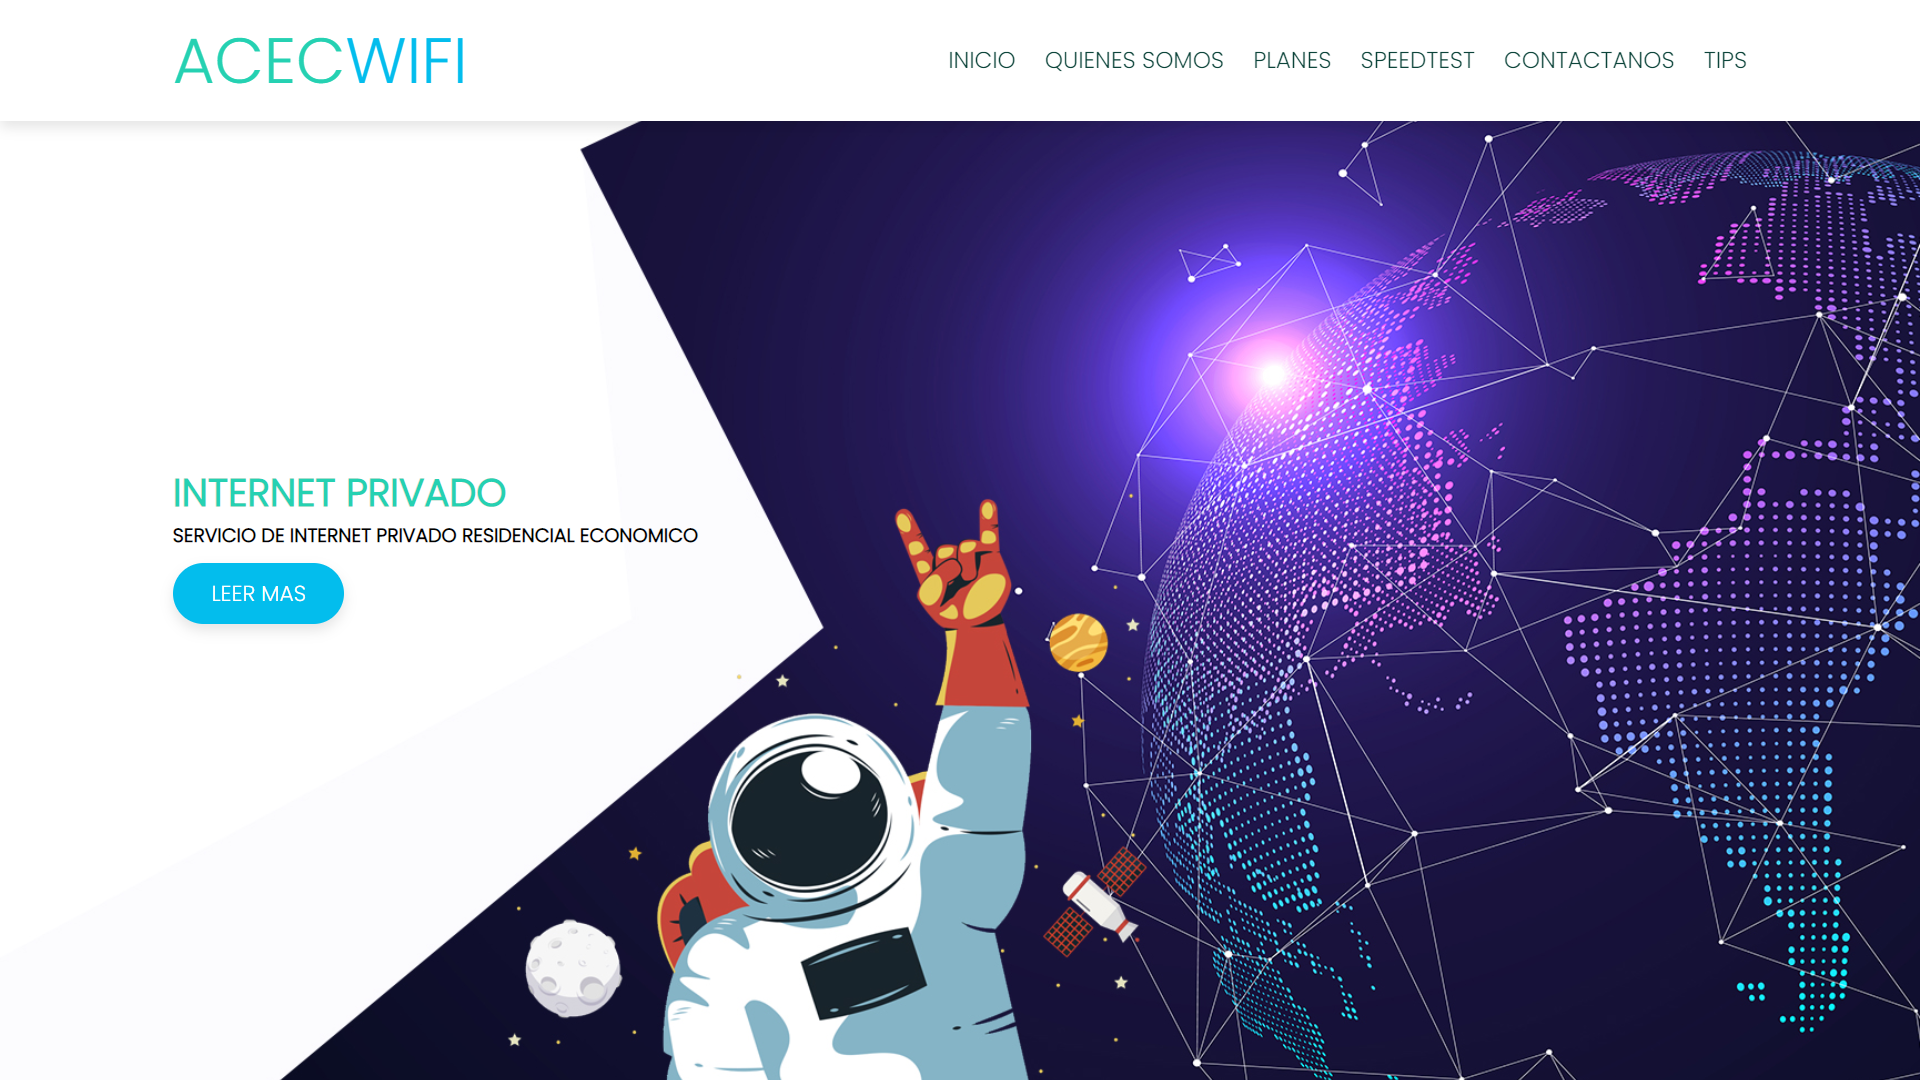 ACECWIFI
INICIO QUIENES SOMOS PLANES SPEEDTEST CONTACTANOS TIPS
INTERNET PRIVADO
SERVICIO DE INTERNET PRIVADO RESIDENCIAL ECONOMICO
LEER MAS